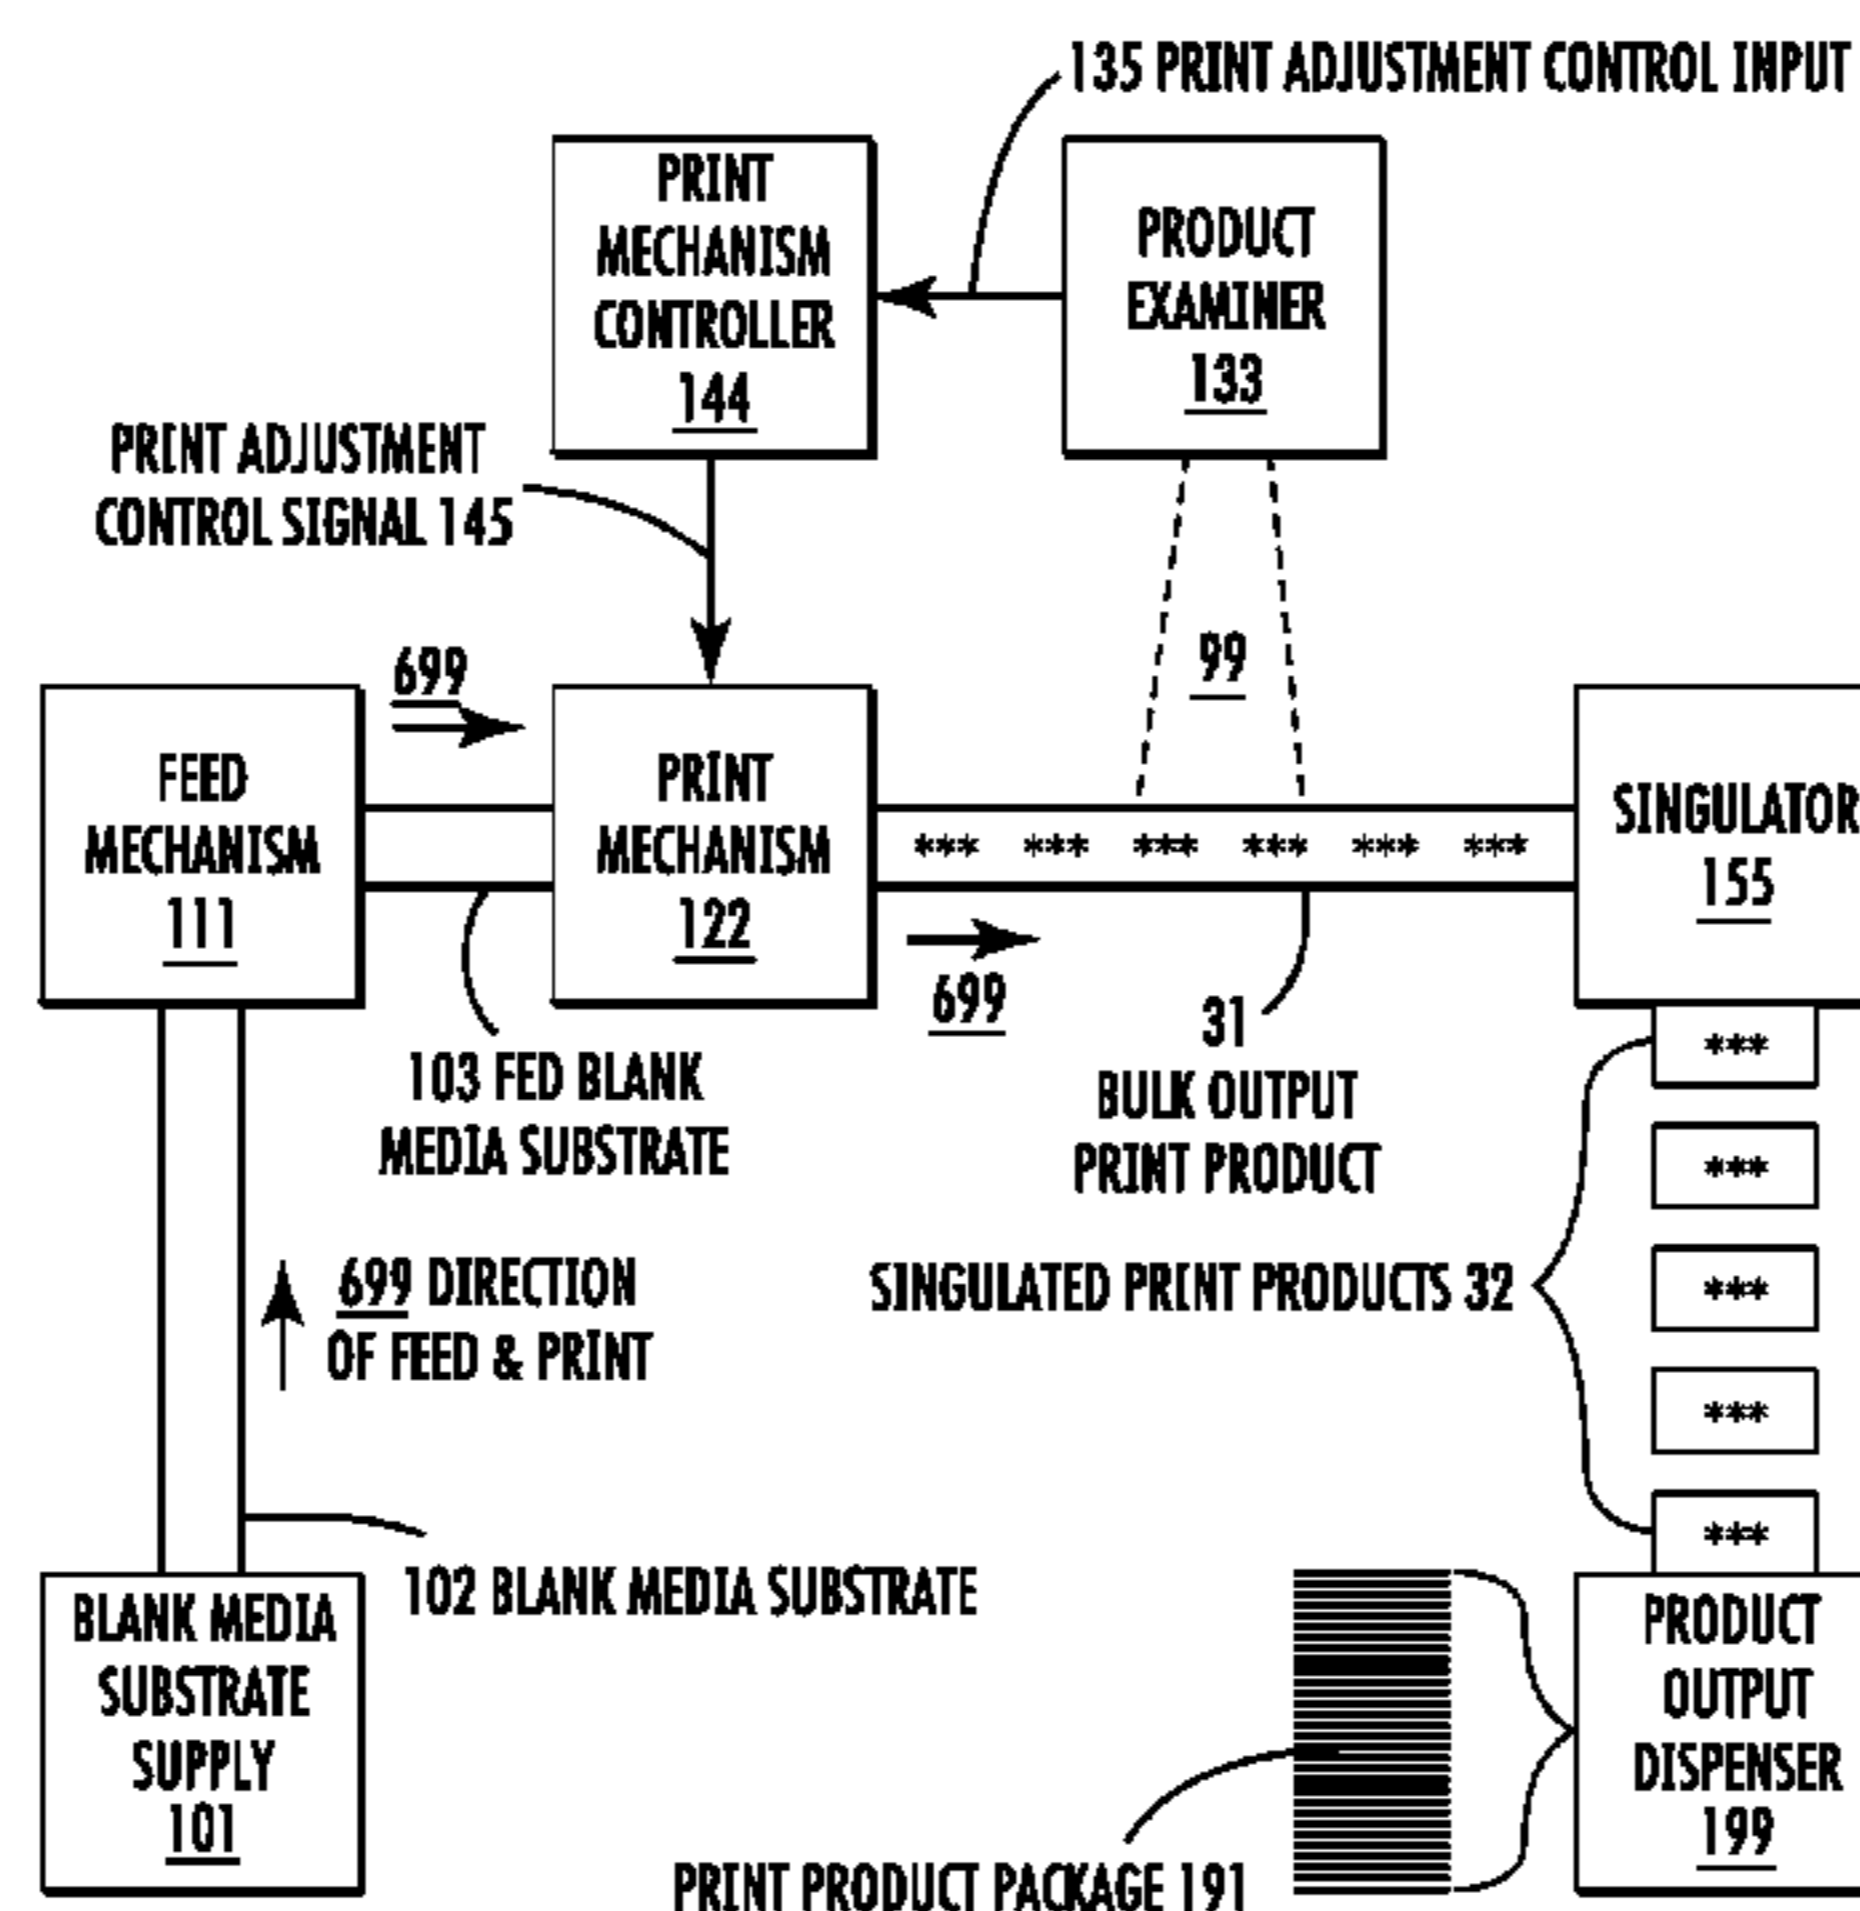 135 PRINT ADJUSTMENT CONTROL INPUT
PRINT
MECHANISM
CONTROLLER
144
PRODUCT
EXAMINER
133
PRINT ADJUSTMENT
CONTROL SIGNAL 145
699
99
FEED
MECHANISM
111
PRINT
MECHANISM
122
*** *** *** *** *** ***
SINGULATOR
155
699
103 FED BLANK
MEDIA SUBSTRATE
31
BULK OUTPUT
PRINT PRODUCT
***
***
***
***
***
SINGULATED PRINT PRODUCTS 32
699 DIRECTION
OF FEED & PRINT
102 BLANK MEDIA SUBSTRATE
BLANK MEDIA
SUBSTRATE
SUPPLY
101
PRODUCT
OUTPUT
DISPENSER
199
PRINT PRODUCT PACKAGE 191